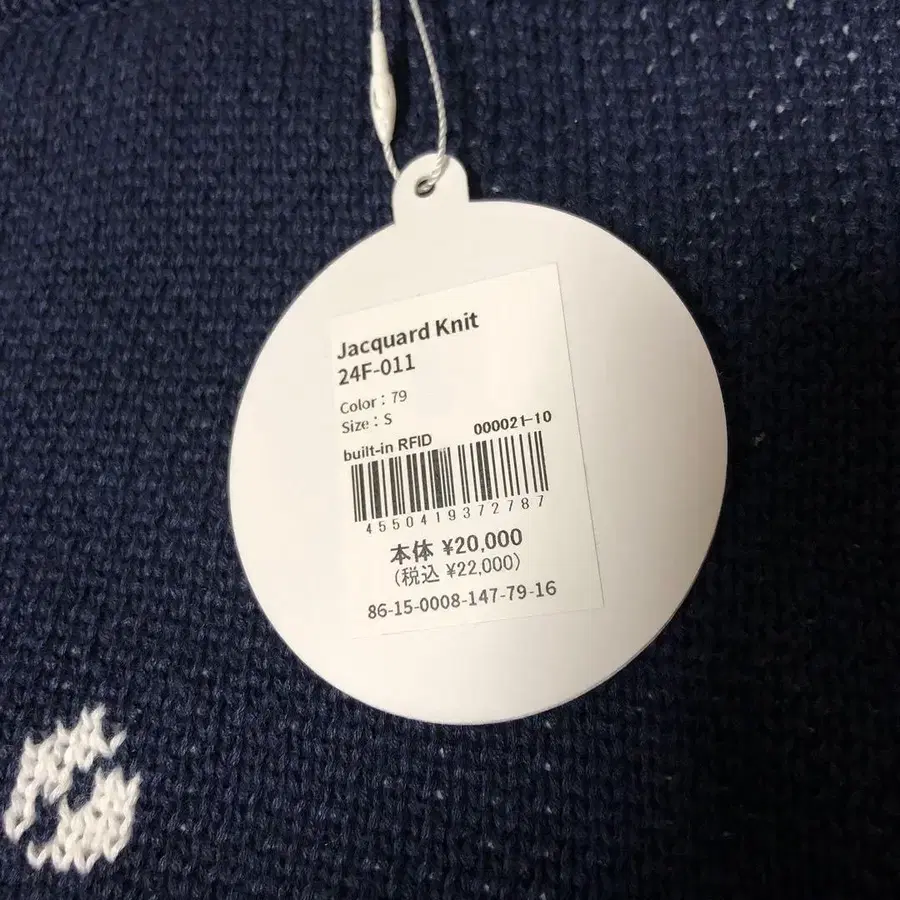 Jacquard Knit
24F-011
Color : 79
Size : S
built-in RFID 000021-10
4550419372787
本体 ¥20,000
(税込 ¥22,000)
86-15-0008-147-79-16